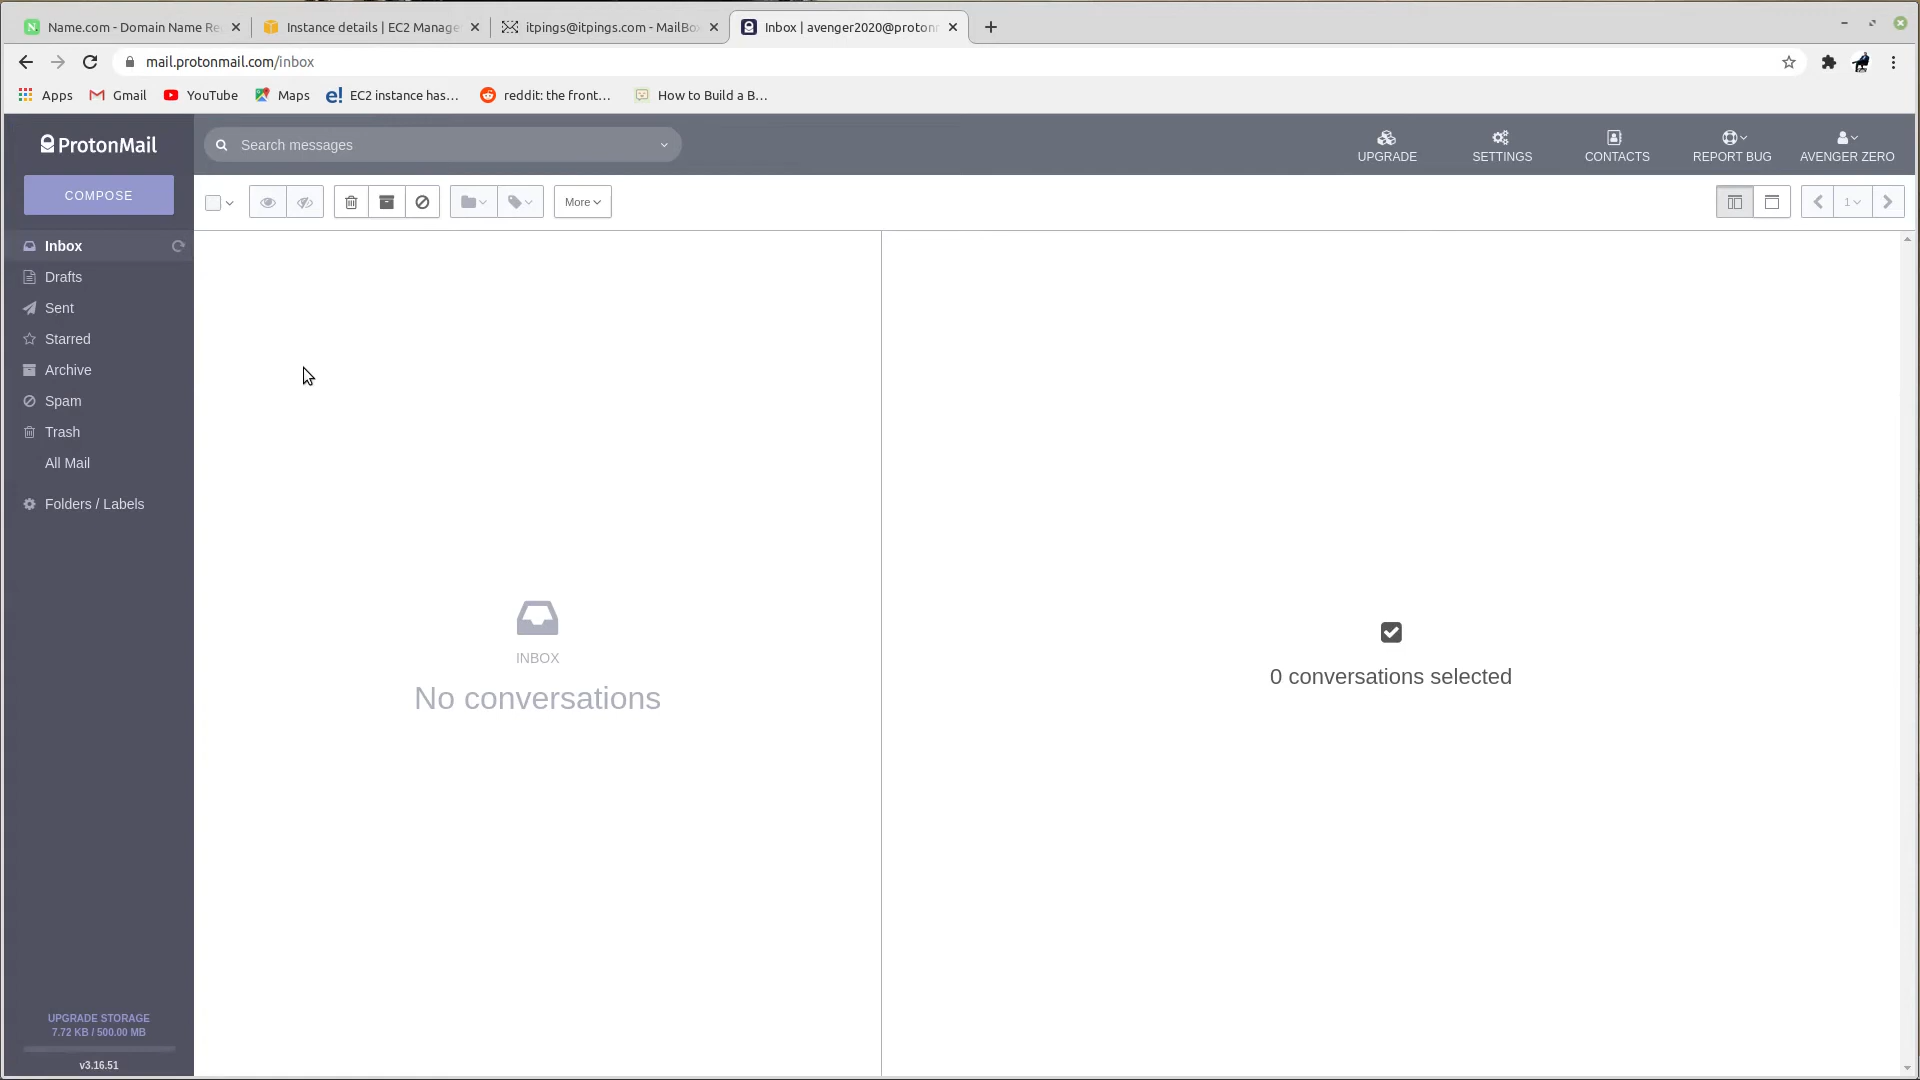 Name.com - Domain Name Re
Instance details | EC2 Manage
itpings@itpings.com - MailBo
Inbox | avenger2020@proton
mail.protonmail.com/inbox
Apps
Gmail
YouTube
Maps
EC2 instance has...
reddit: the front...
How to Build a B...
ProtonMail
Search messages
UPGRADE
SETTINGS
CONTACTS
REPORT BUG
AVENGER ZERO
COMPOSE
More
1
Inbox
Drafts
Sent
Starred
Archive
Spam
Trash
All Mail
Folders / Labels
INBOX
No conversations
0 conversations selected
UPGRADE STORAGE
7.72 KB / 500.00 MB
v3.16.51